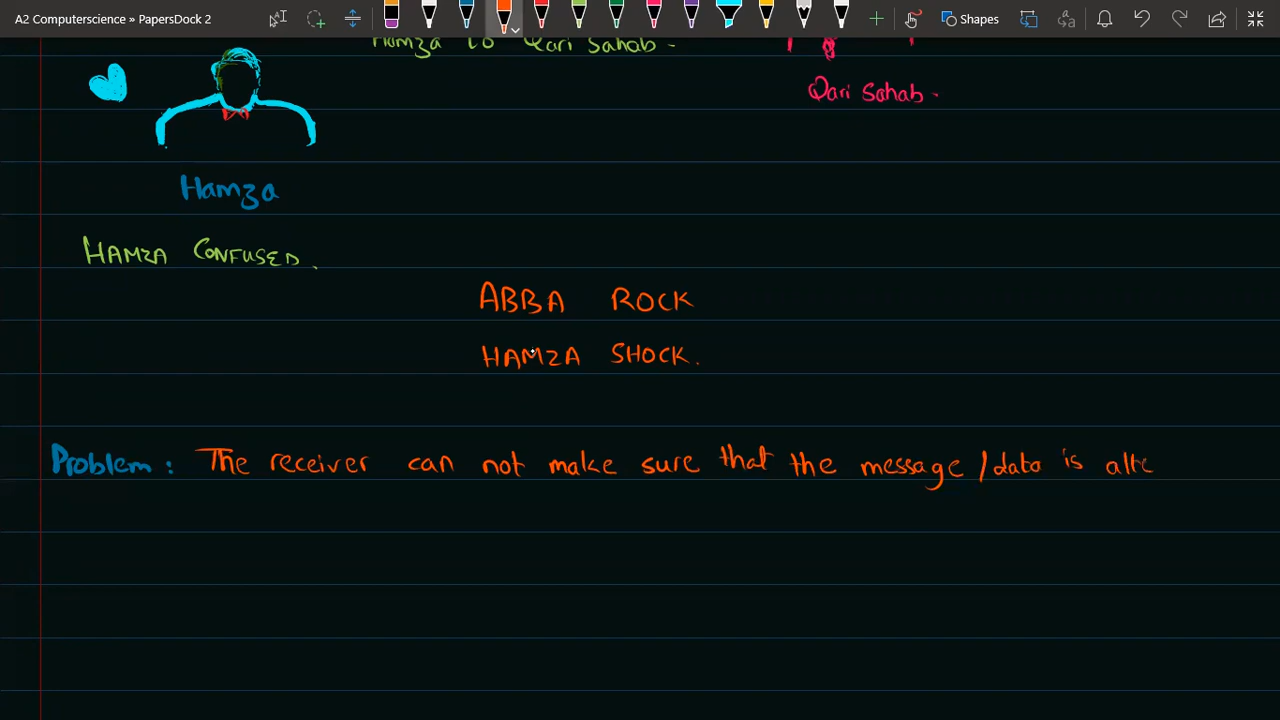 A2 Computerscience » PapersDock 2
Shapes
Hamza to Qari Sahab -
Qari Sahab -
Hamza
HAMZA CONFUSED.
ABBA ROCK
HAMZA SHOCK.
Problem: The receiver can not make sure that the message/data is alte